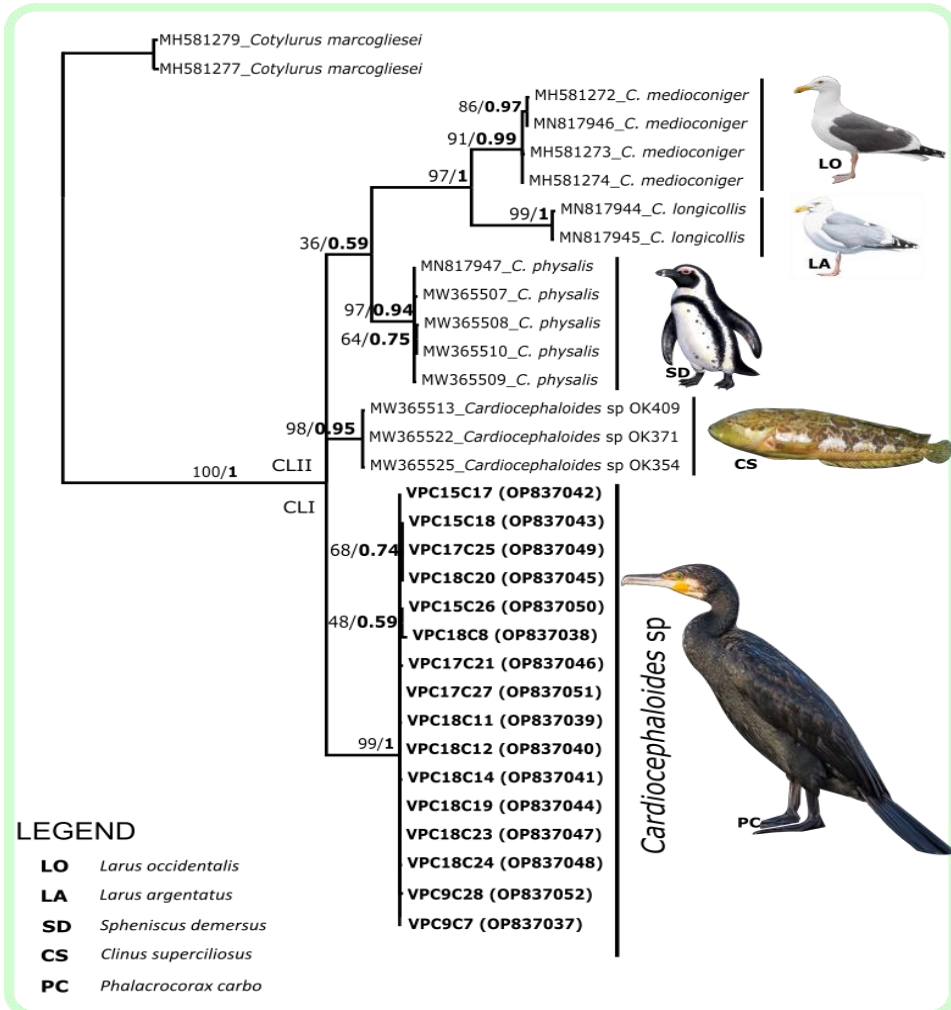 MH581279_Cotylurus marcogliesei
MH581277_Cotylurus marcogliesei
MH581272_C. medioconiger
86/0.97
MN817946_C. medioconiger
91/0.99
MH581273_C. medioconiger
LO
97/1
MH581274_C. medioconiger
99/1
MN817944_C. longicollis
MN817945_C. longicollis
LA
36/0.59
MN817947_C. physalis
MW365507_C. physalis
97/0.94
MW365508_C. physalis
64/0.75
MW365510_C. physalis
SD
MW365509_C. physalis
MW365513_Cardiocephaloides sp OK409
98/0.95
MW365522_Cardiocephaloides sp OK371
CS
CLII
MW365525_Cardiocephaloides sp OK354
100/1
CLI
VPC15C17 (OP837042)
VPC15C18 (OP837043)
68/0.74
VPC17C25 (OP837049)
VPC18C20 (OP837045)
VPC15C26 (OP837050)
48/0.59
VPC18C8 (OP837038)
VPC17C21 (OP837046)
VPC17C27 (OP837051)
VPC18C11 (OP837039)
99/1
VPC18C12 (OP837040)
VPC18C14 (OP837041)
VPC18C19 (OP837044)
VPC18C23 (OP837047)
VPC18C24 (OP837048)
VPC9C28 (OP837052)
VPC9C7 (OP837037)
Cardiocephaloides sp
PC
LEGEND
LO Larus occidentalis
LA Larus argentatus
SD Spheniscus demersus
CS Clinus superciliosus
PC Phalacrocorax carbo